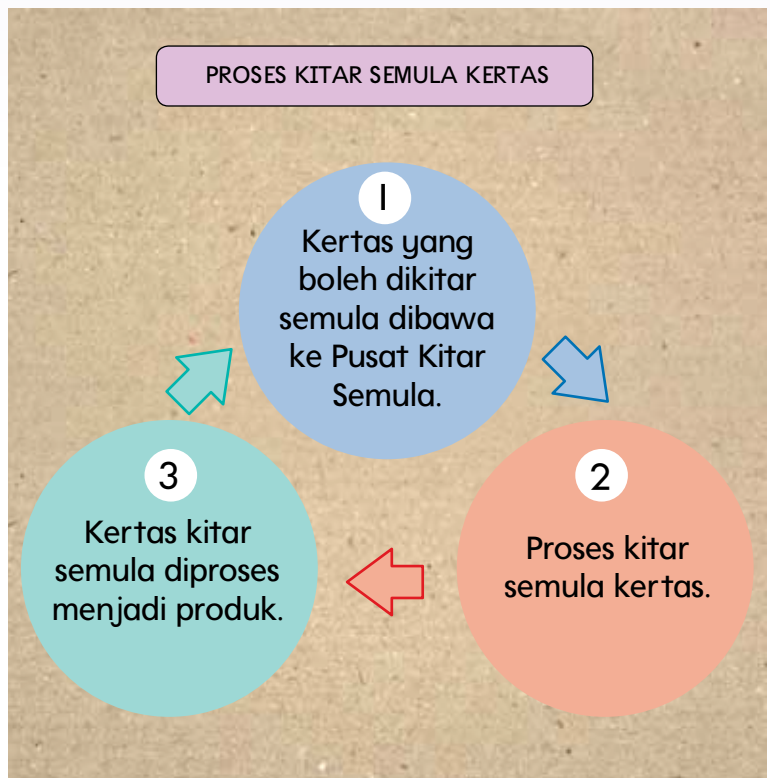 PROSES KITAR SEMULA KERTAS
1
Kertas yang
boleh dikitar
semula dibawa
ke Pusat Kitar
Semula.
2
Proses kitar
semula kertas.
3
Kertas kitar
semula diproses
menjadi produk.